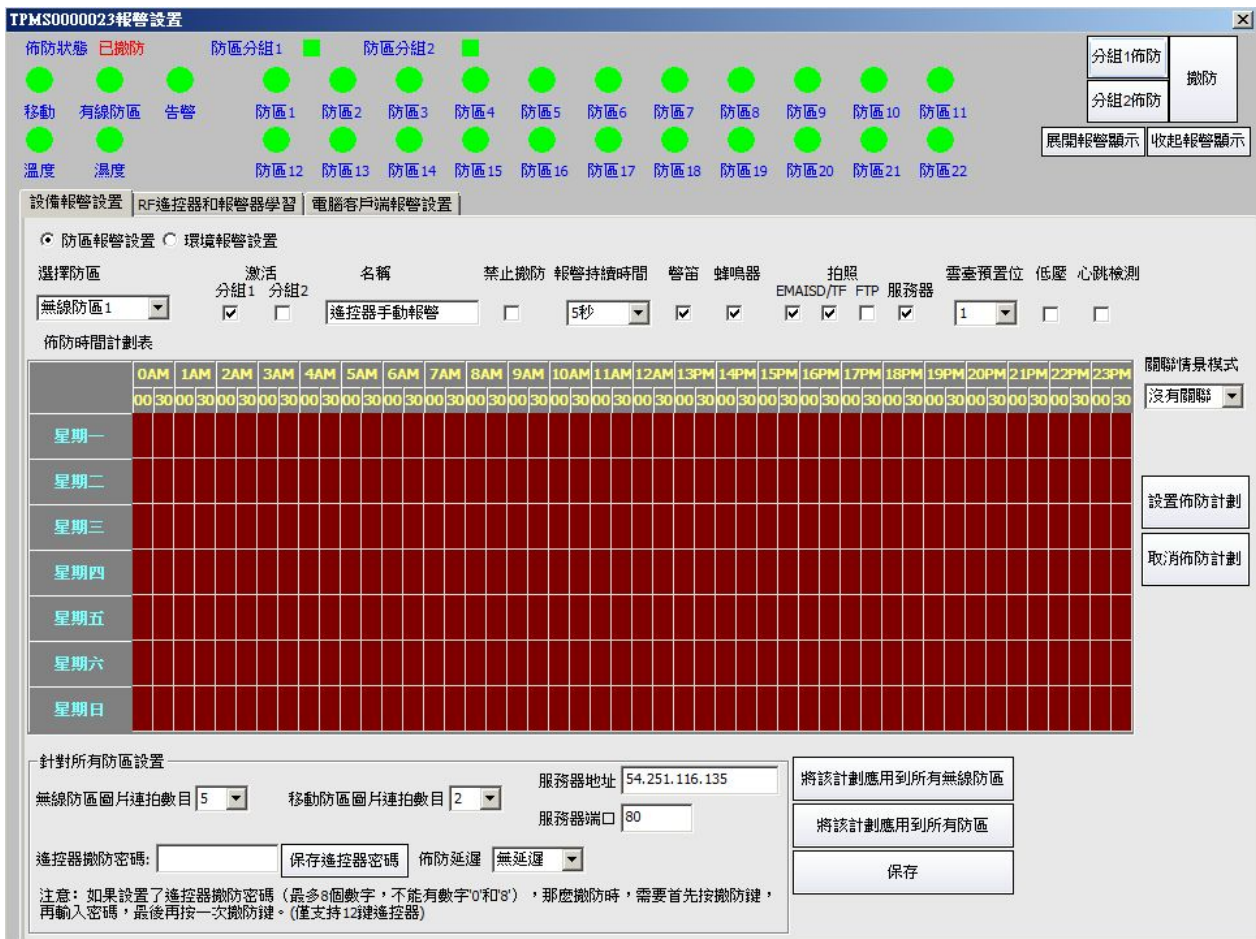 TPMS0000023報警設置
佈防狀態 已撤防 防區分組1 防區分組2
分組1佈防 撤防
分組2佈防
移動 有線防區 告警 防區1 防區2 防區3 防區4 防區5 防區6 防區7 防區8 防區9 防區10 防區11
展開報警顯示 收起報警顯示
溫度 濕度 防區12 防區13 防區14 防區15 防區16 防區17 防區18 防區19 防區20 防區21 防區22
設備報警設置 RF遙控器和報警器學習 電腦客戶端報警設置
防區報警設置 環境報警設置
選擇防區 激活 名稱 禁止撤防 報警持續時間 警笛 蜂鳴器 拍照 雲臺預置位 低壓 心跳檢測
分組1 分組2 EMAISD/TF FTP 服務器
無線防區1 遙控器手動報警 5秒 1
佈防時間計劃表
關聯情景模式
0AM 1AM 2AM 3AM 4AM 5AM 6AM 7AM 8AM 9AM 10AM 11AM 12AM 13PM 14PM 15PM 16PM 17PM 18PM 19PM 20PM 21PM 22PM 23PM
00 30 00 30 00 30 00 30 00 30 00 30 00 30 00 30 00 30 00 30 00 30 00 30 00 30 00 30 00 30 00 30 00 30 00 30 00 30 00 30 00 30 00 30 00 30 00 30
沒有關聯
星期一
星期二
設置佈防計劃
星期三
取消佈防計劃
星期四
星期五
星期六
星期日
針對所有防區設置
服務器地址 54.251.116.135
將該計劃應用到所有無線防區
無線防區圖片連拍數目 5 移動防區圖片連拍數目 2
服務器端口 80
將該計劃應用到所有防區
遙控器撤防密碼: 保存遙控器密碼 佈防延遲 無延遲
保存
注意：如果設置了遙控器撤防密碼（最多8個數字，不能有數字'0'和'8'），那麼撤防時，需要首先按撤防鍵，
再輸入密碼，最後再按一次撤防鍵。(僅支持12鍵遙控器)